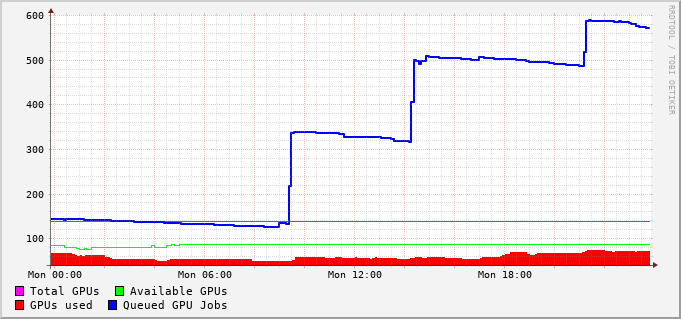 600
500
400
300
200
100
Mon 00:00 Mon 06:00 Mon 12:00 Mon 18:00
Total GPUs Available GPUs
GPUs used Queued GPU Jobs
RRDTOOL / TOBI OETIKER